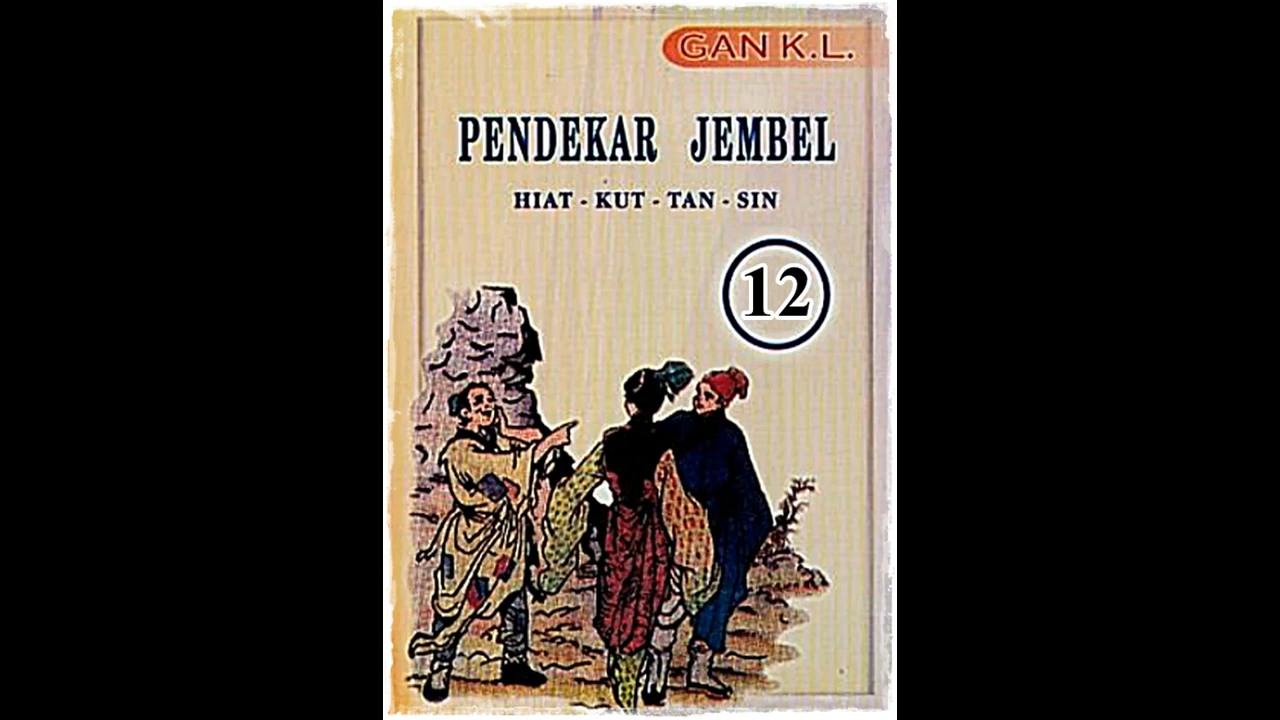 GAN K.L.
PENDEKAR JEMBEL
HIAT - KUT - TAN - SIN
12